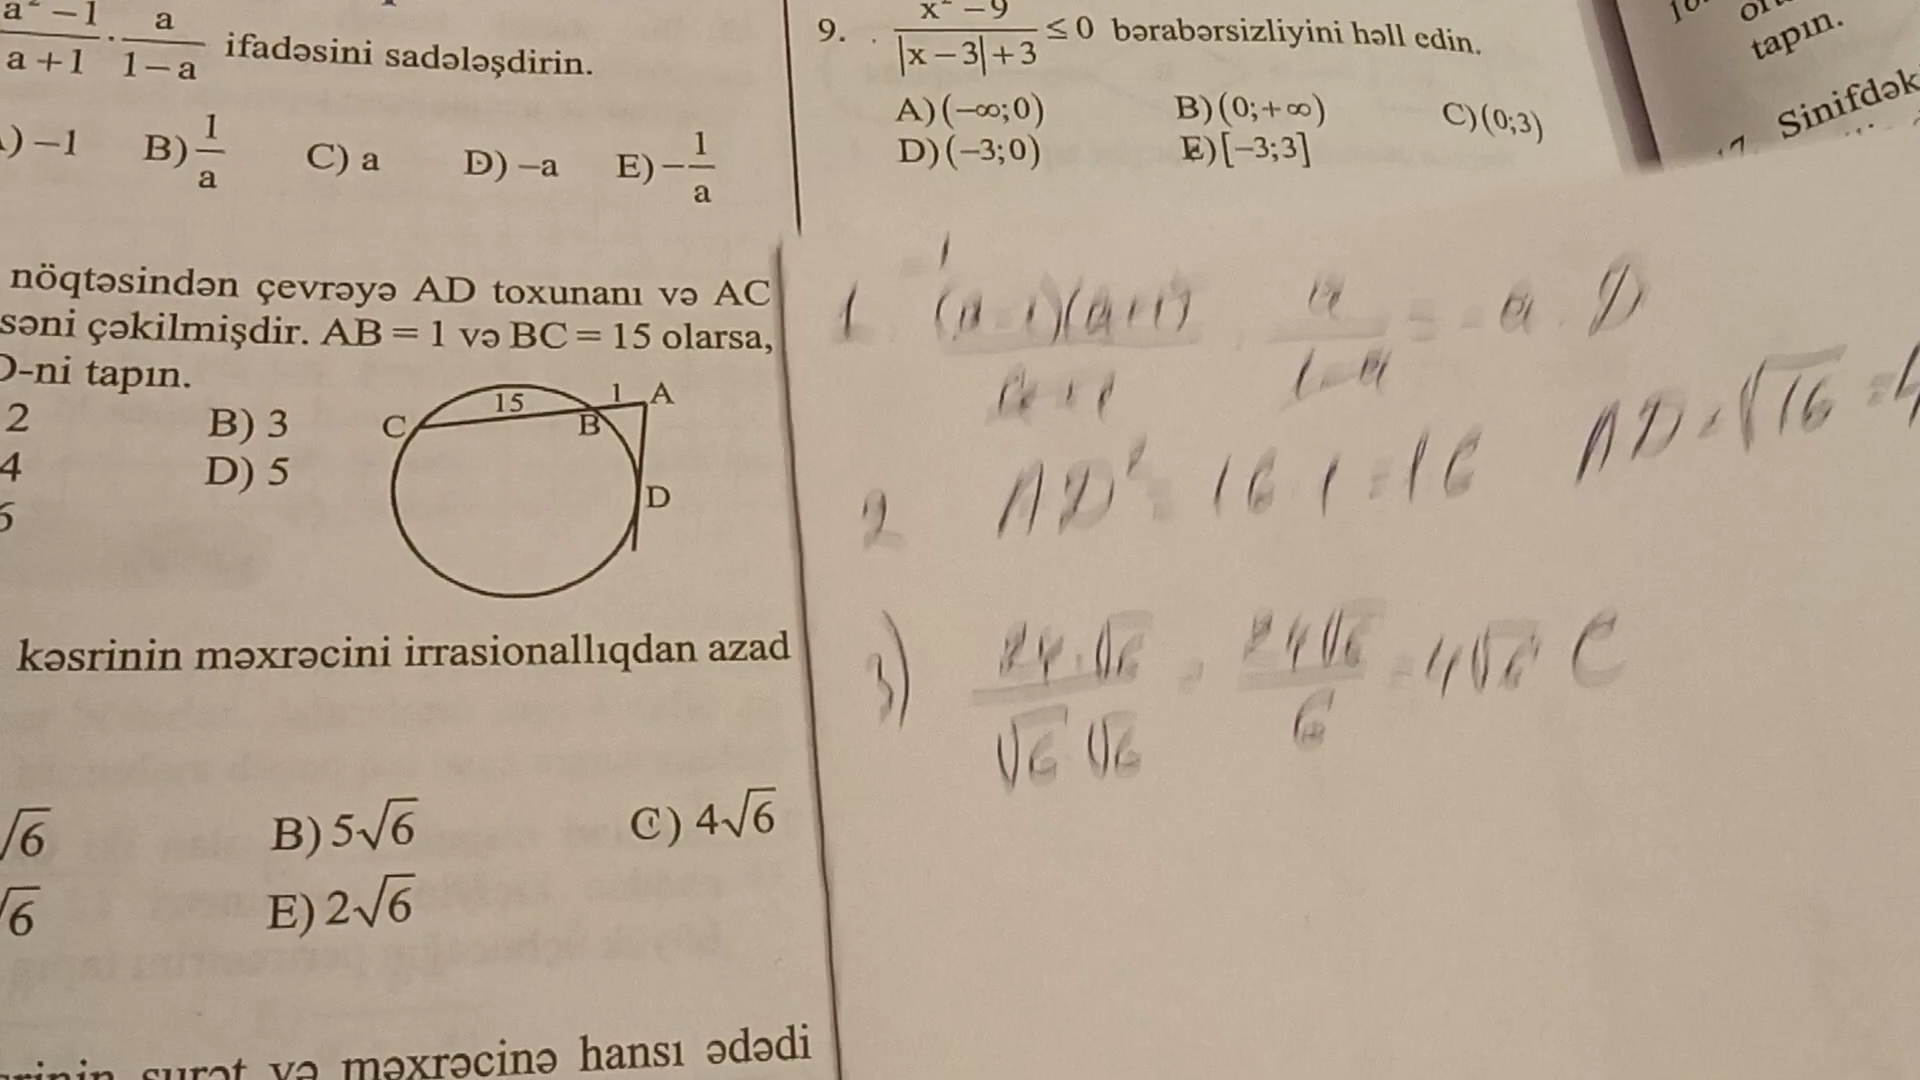 a² − 1 / a + 1 · a / 1 − a ifadəsini sadələşdirin.
) −1 B) 1/a C) a D) −a E) −1/a
nöqtəsindən çevrəyə AD toxunanı və AC
səni çəkilmişdir. AB = 1 və BC = 15 olarsa,
D-ni tapın.
2 B) 3
4 D) 5
C 15 B 1 A
D
kəsrinin məxrəcini irrasionallıqdan azad
√6 B) 5√6 C) 4√6
√6 E) 2√6
surət və məxrəcinə hansı ədədi
9. x² − 9 / |x − 3| + 3 ≤ 0 bərabərsizliyini həll edin.
A) (−∞; 0) B) (0; +∞) C) (0; 3)
D) (−3; 0) E) [−3; 3]
tapın.
Sinifdək
1 (a − 1)(a + 1) / a + 1 · a / 1 − a = −a D
2 AD² = 16 · 1 = 16 AD = √16 = 4
3) 24 · √6 / √6 √6 = 24√6 / 6 = 4√6 C